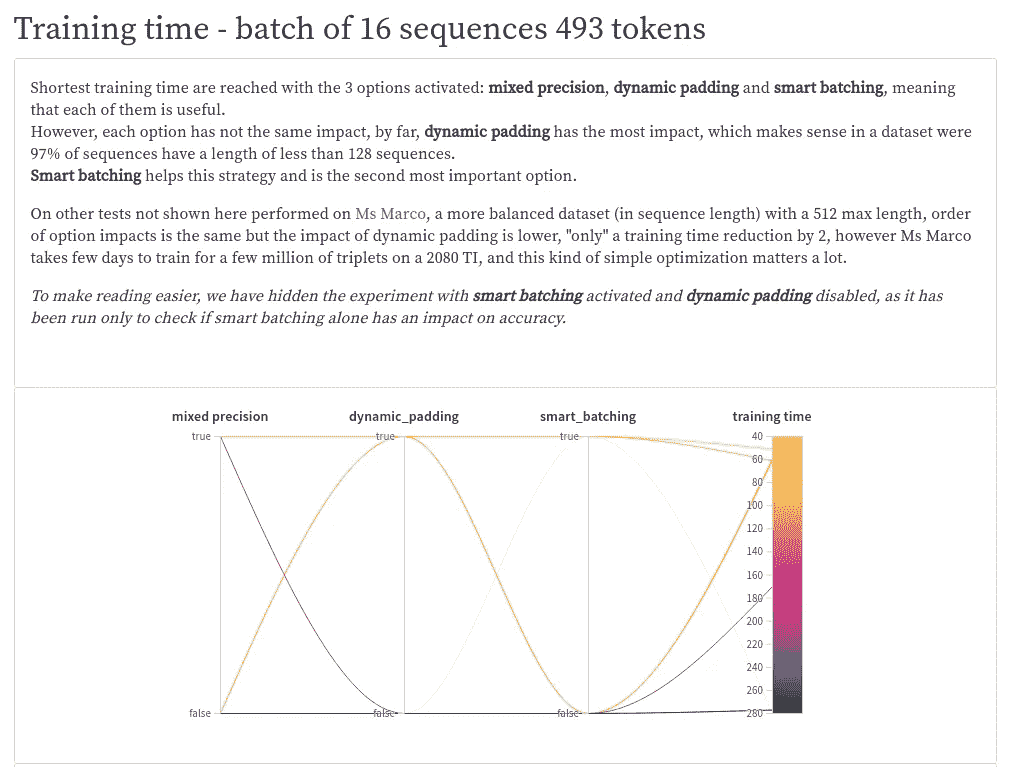 Training time - batch of 16 sequences 493 tokens
Shortest training time are reached with the 3 options activated: mixed precision, dynamic padding and smart batching, meaning
that each of them is useful.
However, each option has not the same impact, by far, dynamic padding has the most impact, which makes sense in a dataset were
97% of sequences have a length of less than 128 sequences.
Smart batching helps this strategy and is the second most important option.
On other tests not shown here performed on Ms Marco, a more balanced dataset (in sequence length) with a 512 max length, order
of option impacts is the same but the impact of dynamic padding is lower, "only" a training time reduction by 2, however Ms Marco
takes few days to train for a few million of triplets on a 2080 TI, and this kind of simple optimization matters a lot.
To make reading easier, we have hidden the experiment with smart batching activated and dynamic padding disabled, as it has
been run only to check if smart batching alone has an impact on accuracy.
mixed precision dynamic_padding smart_batching training time
true true true 40
60
80
100
120
140
160
180
200
220
240
260
false false false 280